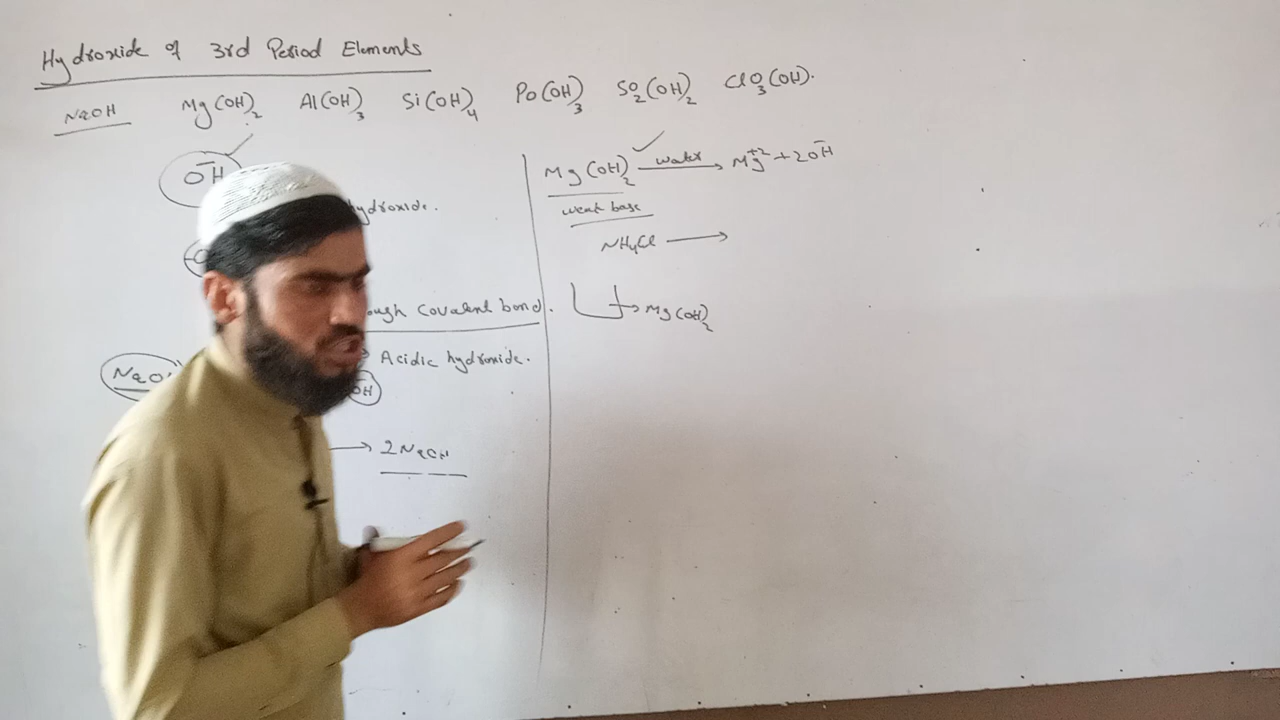 Hydroxide of 3rd Period Elements
NaOH Mg(OH)₂ Al(OH)₃ Si(OH)₄ Po(OH)₃ SO₂(OH)₂ ClO₃(OH).
OH⁻
hydroxide.
ough Covalent bond.
Acidic hydroxide.
NaO
OH⁻
→ 2NaOH
Mg(OH)₂ —water→ Mg⁺² + 2OH⁻
weak base
NH₄Cl →
→ Mg(OH)₂